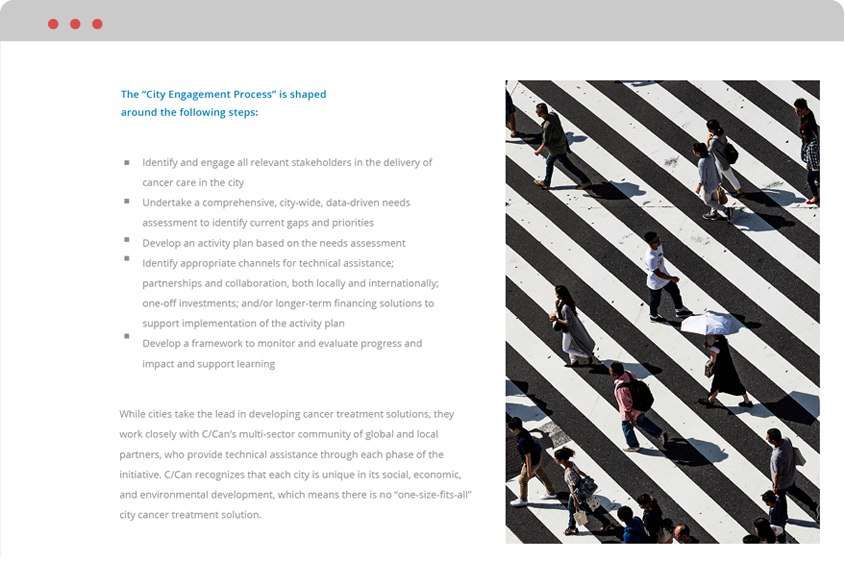 The “City Engagement Process” is shaped
around the following steps:
Identify and engage all relevant stakeholders in the delivery of
cancer care in the city
Undertake a comprehensive, city-wide, data-driven needs
assessment to identify current gaps and priorities
Develop an activity plan based on the needs assessment
Identify appropriate channels for technical assistance;
partnerships and collaboration, both locally and internationally;
one-off investments; and/or longer-term financing solutions to
support implementation of the activity plan
Develop a framework to monitor and evaluate progress and
impact and support learning
While cities take the lead in developing cancer treatment solutions, they
work closely with C/Can’s multi-sector community of global and local
partners, who provide technical assistance through each phase of the
initiative. C/Can recognizes that each city is unique in its social, economic,
and environmental development, which means there is no “one-size-fits-all”
city cancer treatment solution.